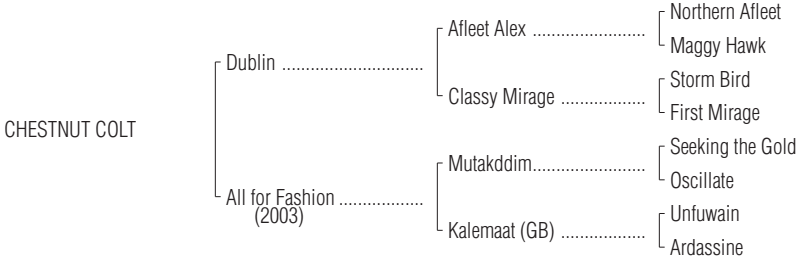 Northern Afleet
Afleet Alex ........................
Maggy Hawk
Dublin ..............................
Storm Bird
Classy Mirage ..................
First Mirage
CHESTNUT COLT
Seeking the Gold
Mutakddim........................
Oscillate
All for Fashion ..................
(2003)
Unfuwain
Kalemaat (GB) ..................
Ardassine